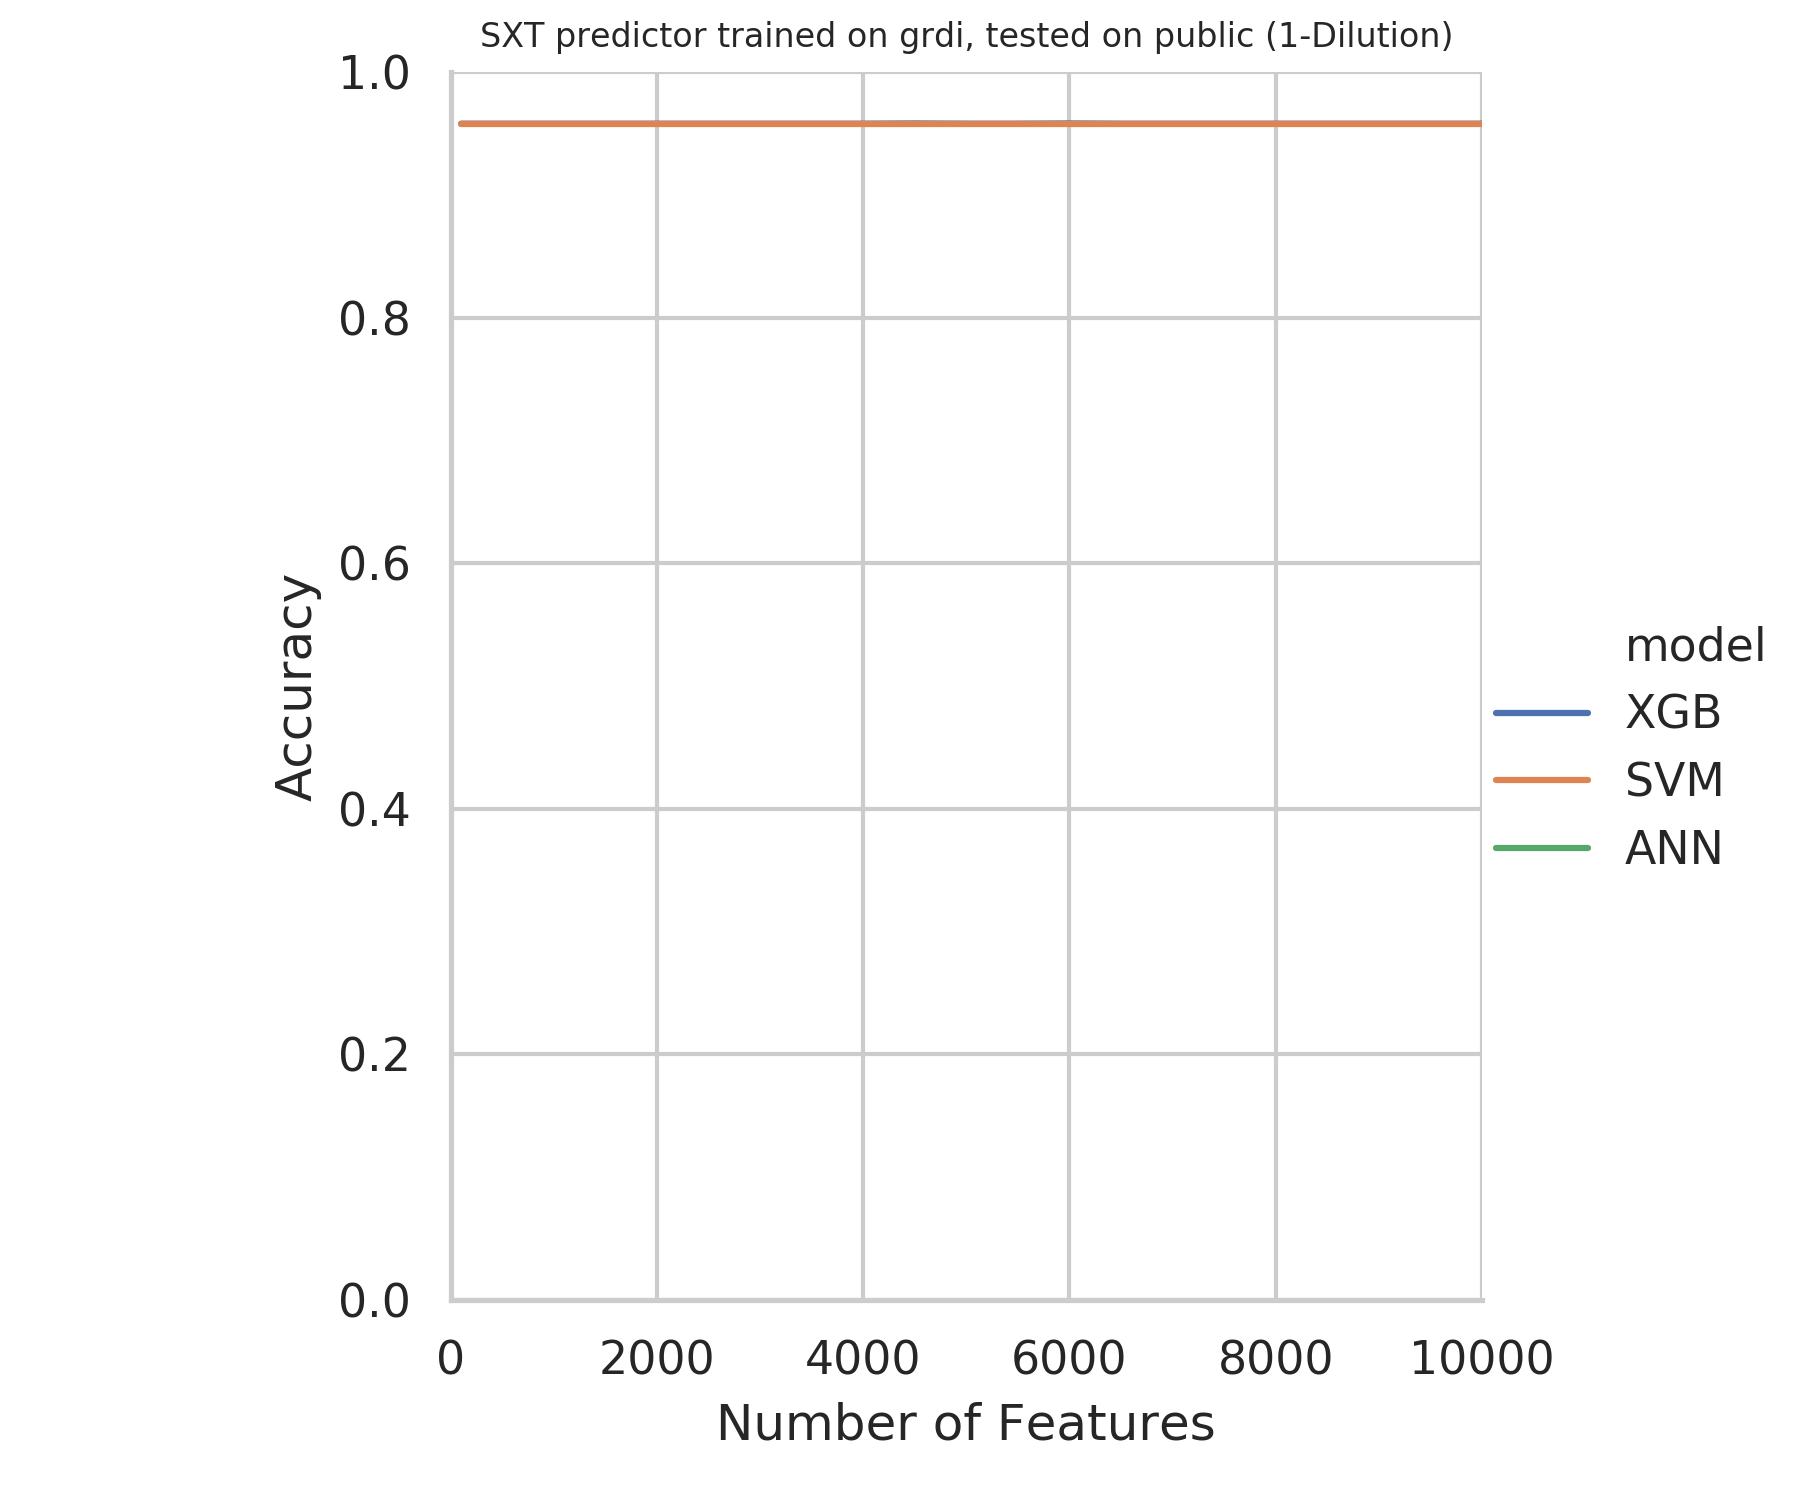 SXT predictor trained on grdi, tested on public (1-Dilution)
1.0
0.8
0.6
0.4
0.2
0.0
Accuracy
0 2000 4000 6000 8000 10000
Number of Features
model
XGB
SVM
ANN